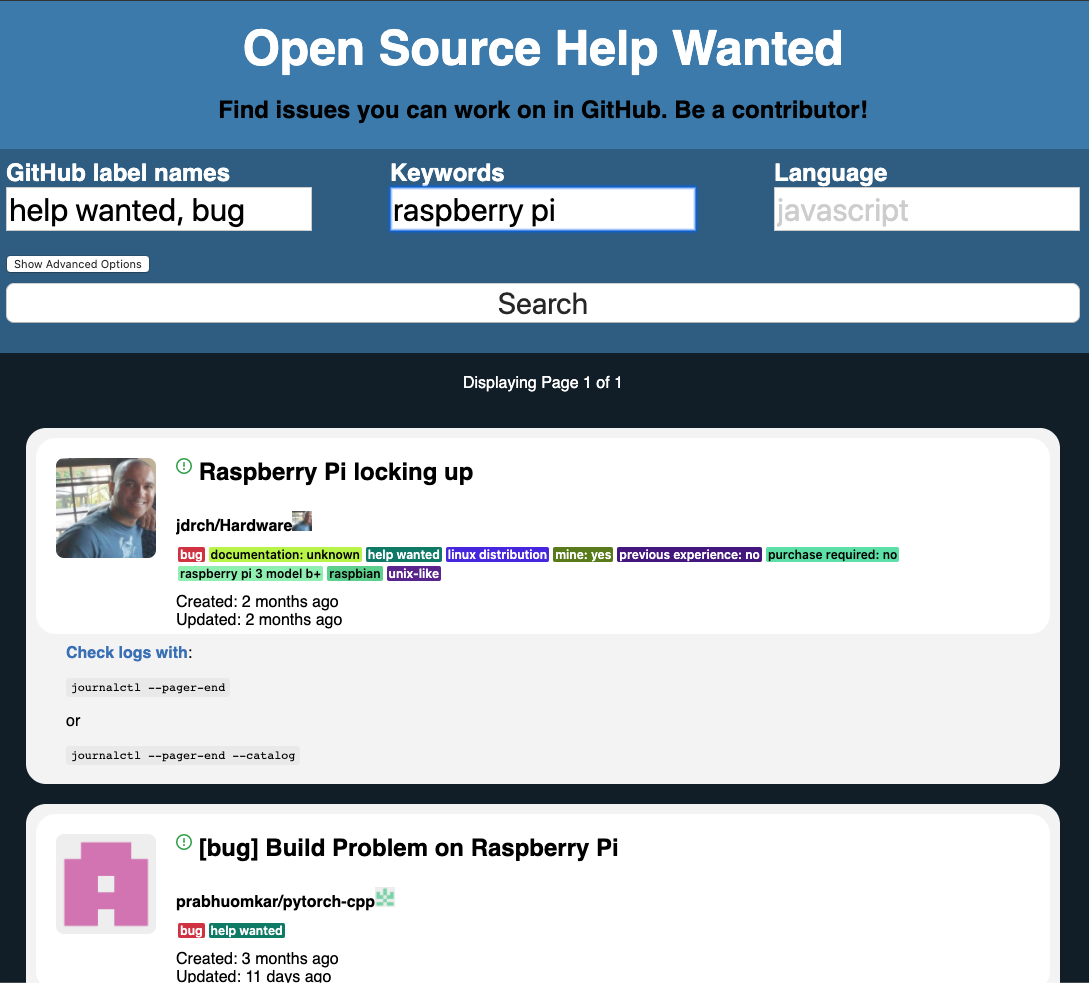 Open Source Help Wanted
Find issues you can work on in GitHub. Be a contributor!
GitHub label names Keywords Language
help wanted, bug raspberry pi javascript
Show Advanced Options
Search
Displaying Page 1 of 1
Raspberry Pi locking up
jdrch/Hardware
bug documentation: unknown help wanted linux distribution mine: yes previous experience: no purchase required: no
raspberry pi 3 model b+ raspbian unix-like
Created: 2 months ago
Updated: 2 months ago
Check logs with:
journalctl --pager-end
or
journalctl --pager-end --catalog
[bug] Build Problem on Raspberry Pi
prabhuomkar/pytorch-cpp
bug help wanted
Created: 3 months ago
Updated: 11 days ago